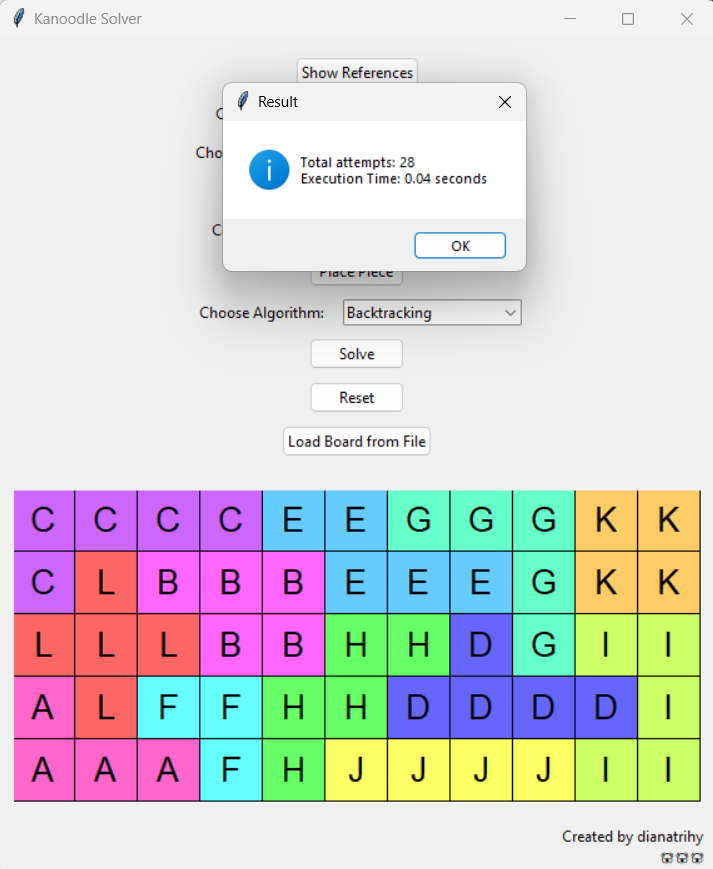 Kanoodle Solver
Show References
Result
Total attempts: 28
Execution Time: 0.04 seconds
OK
Place Piece
Choose Algorithm: Backtracking
Solve
Reset
Load Board from File
C C C C E E G G G K K
C L B B B E E E G K K
L L L B B H H D G I I
A L F F H H D D D D I
A A A F H J J J J I I
Created by dianatrihy